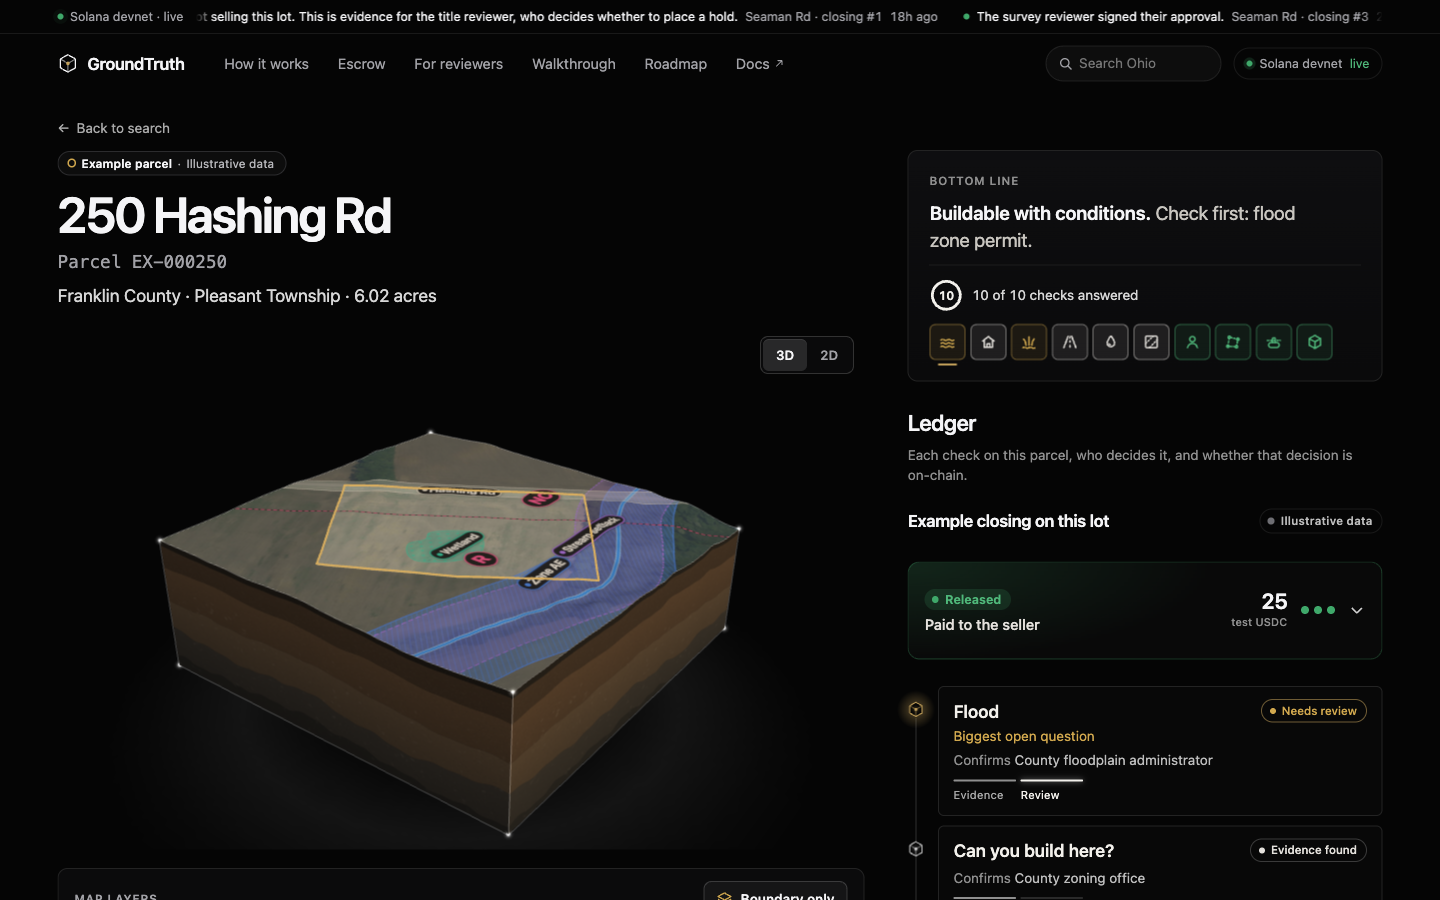 Solana devnet · live
ot selling this lot. This is evidence for the title reviewer, who decides whether to place a hold. Seaman Rd · closing #1 18h ago
The survey reviewer signed their approval. Seaman Rd · closing #3
GroundTruth
How it works
Escrow
For reviewers
Walkthrough
Roadmap
Docs ↗
Search Ohio
Solana devnet live
← Back to search
Example parcel · Illustrative data
250 Hashing Rd
Parcel EX-000250
Franklin County · Pleasant Township · 6.02 acres
3D
2D
Hashing Rd
NO
Wetland
R
Zone AE
MAP LAYERS
Boundary only
BOTTOM LINE
Buildable with conditions. Check first: flood
zone permit.
10
10 of 10 checks answered
Ledger
Each check on this parcel, who decides it, and whether that decision is
on-chain.
Example closing on this lot
Illustrative data
Released
Paid to the seller
25
test USDC
Flood
Needs review
Biggest open question
Confirms County floodplain administrator
Evidence
Review
Can you build here?
Evidence found
Confirms County zoning office